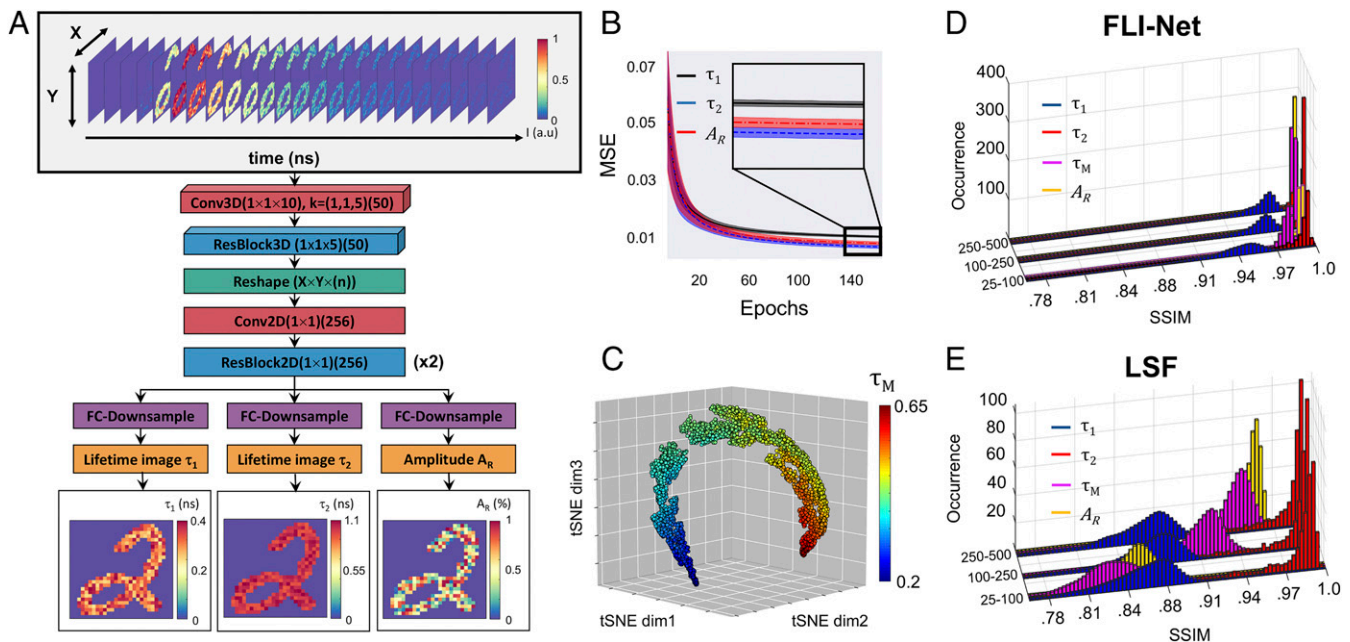 A
X
Y
1
0.5
0
I (a.u)
time (ns)
Conv3D(1×1×10), k=(1,1,5)(50)
ResBlock3D (1x1x5)(50)
Reshape (X×Y×(n))
Conv2D(1×1)(256)
ResBlock2D(1×1)(256) (x2)
FC-Downsample FC-Downsample FC-Downsample
Lifetime image τ1 Lifetime image τ2 Amplitude AR
τ1 (ns) τ2 (ns) AR (%)
0.4 1.1 1
0.2 0.55 0.5
0 0 0
B
0.07
0.05
0.03
0.01
MSE
τ1
τ2
AR
20 60 100 140
Epochs
C
τM
0.65
0.2
tSNE dim3
tSNE dim1 tSNE dim2
D
FLI-Net
400
300
200
100
Occurrence
τ1
τ2
τM
AR
250-500
100-250
25-100
.78 .81 .84 .88 .91 .94 .97 1.0
SSIM
E
LSF
100
80
60
40
20
Occurrence
τ1
τ2
τM
AR
250-500
100-250
25-100
.78 .81 .84 .88 .91 .94 .97 1.0
SSIM